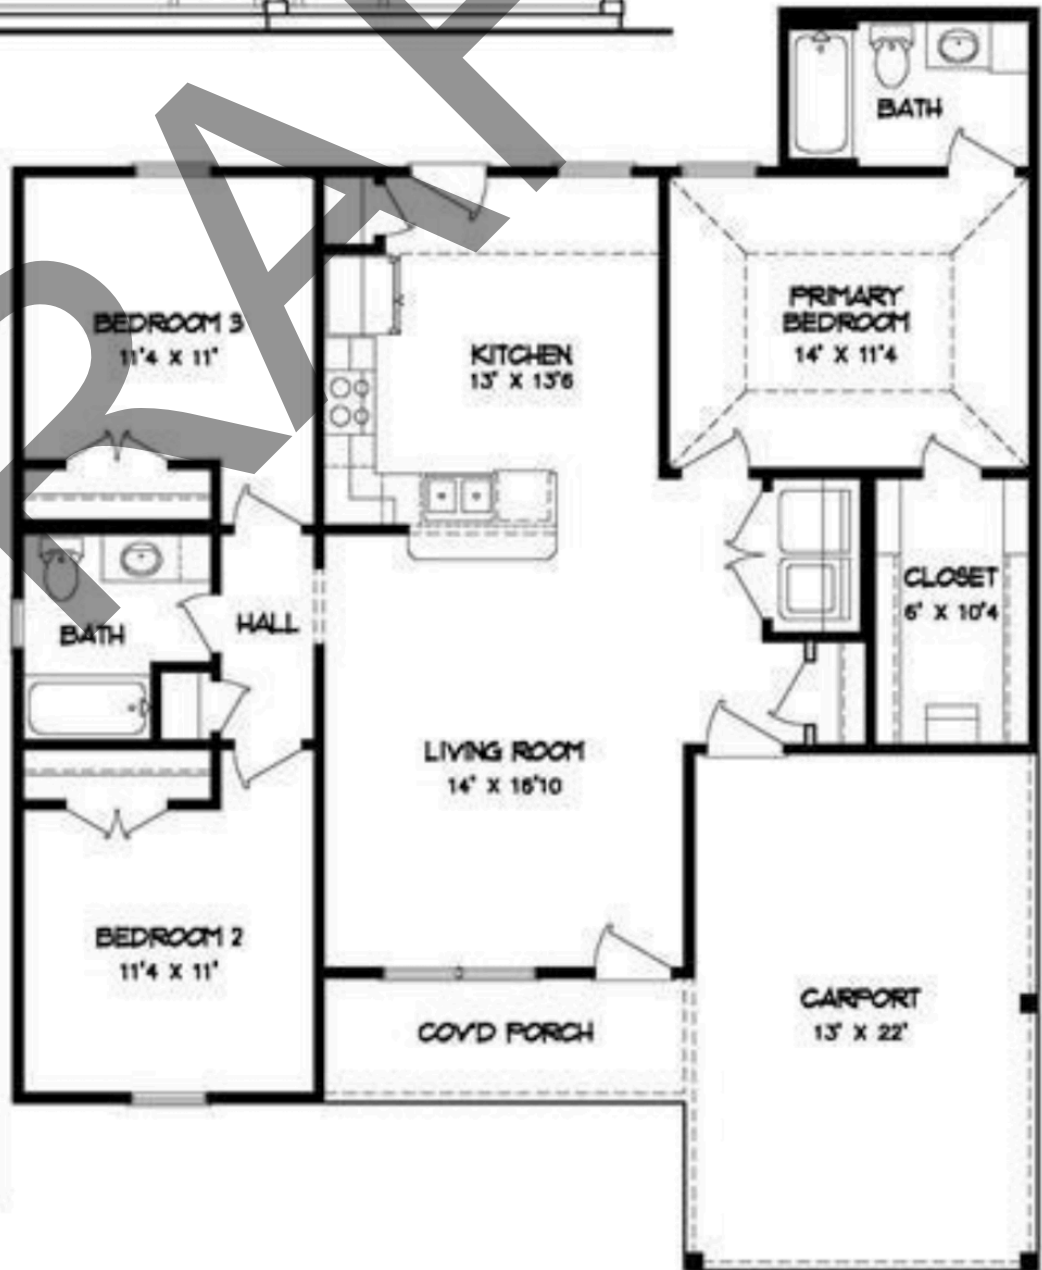 BATH
BEDROOM 3
11'4 X 11'
KITCHEN
13' X 13'6
PRIMARY
BEDROOM
14' X 11'4
BATH
HALL
CLOSET
6' X 10'4
LIVING ROOM
14' X 16'10
BEDROOM 2
11'4 X 11'
COV'D PORCH
CARPORT
13' X 22'